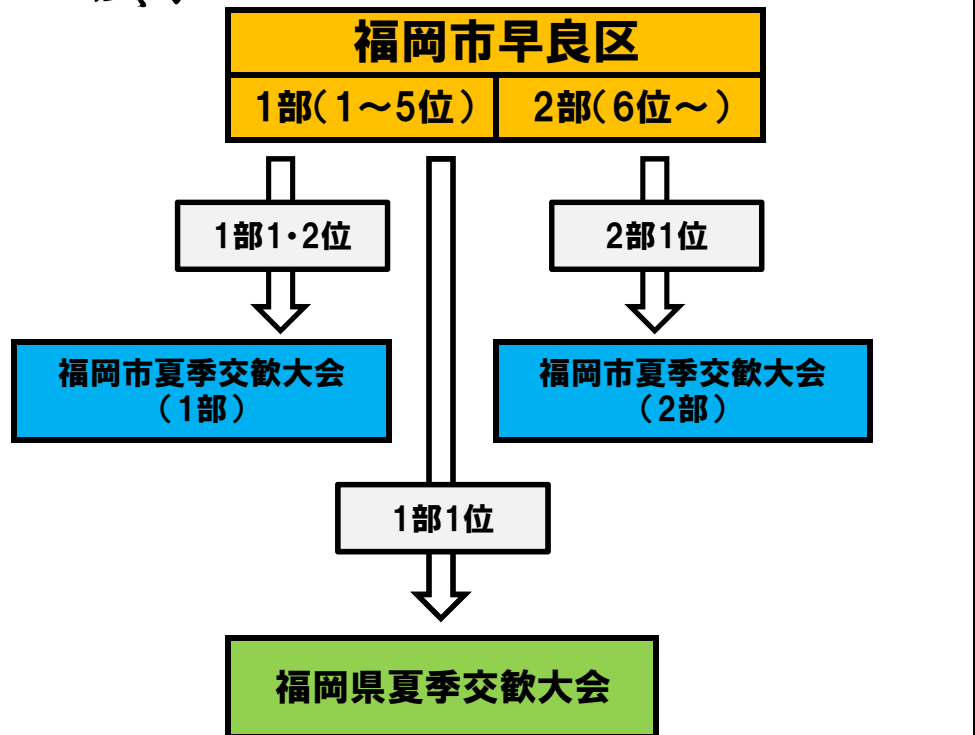 福岡市早良区
1部(1～5位) 2部(6位～)
1部1・2位
2部1位
福岡市夏季交歓大会
(1部)
福岡市夏季交歓大会
(2部)
1部1位
福岡県夏季交歓大会